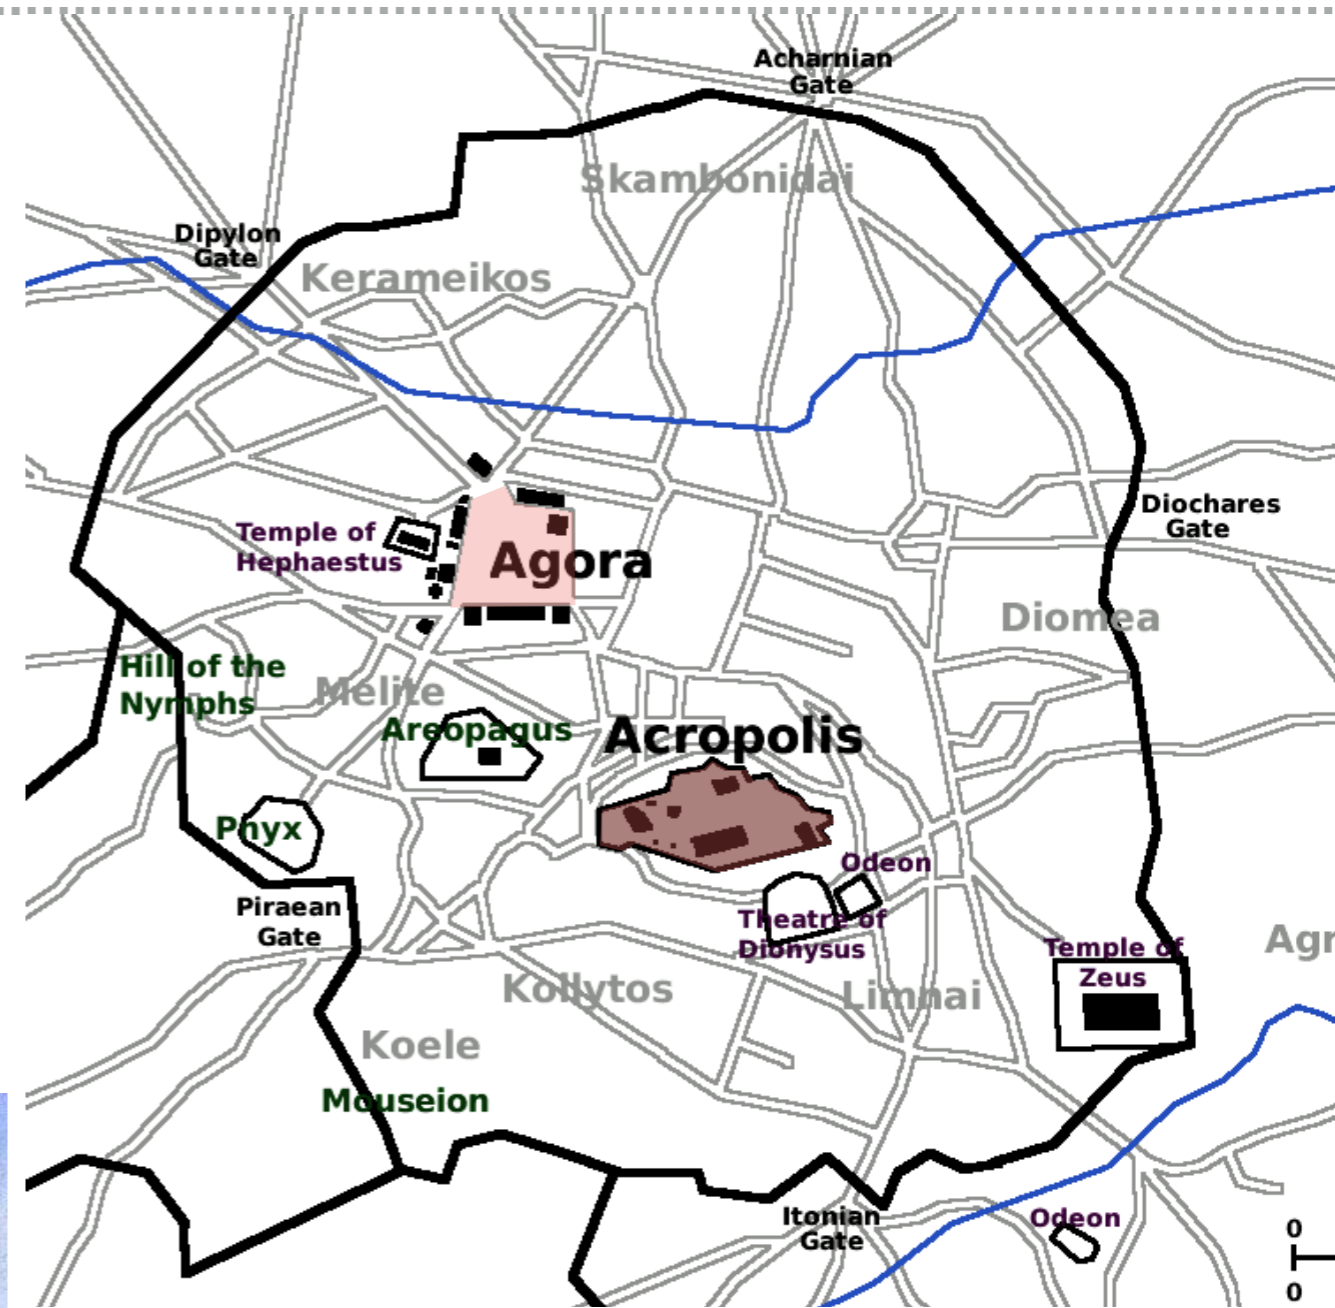 Acharnian
Gate
Skambonidai
Dipylon
Gate
Kerameikos
Diochares
Gate
Temple of
Hephaestus
Agora
Diomea
Hill of the
Nymphs
Melite
Areopagus
Acropolis
Pnyx
Odeon
Piraean
Gate
Theatre of
Dionysus
Temple of
Zeus
Agr
Kollytos
Limnai
Koele
Mouseion
Itonian
Gate
Odeon
0
0